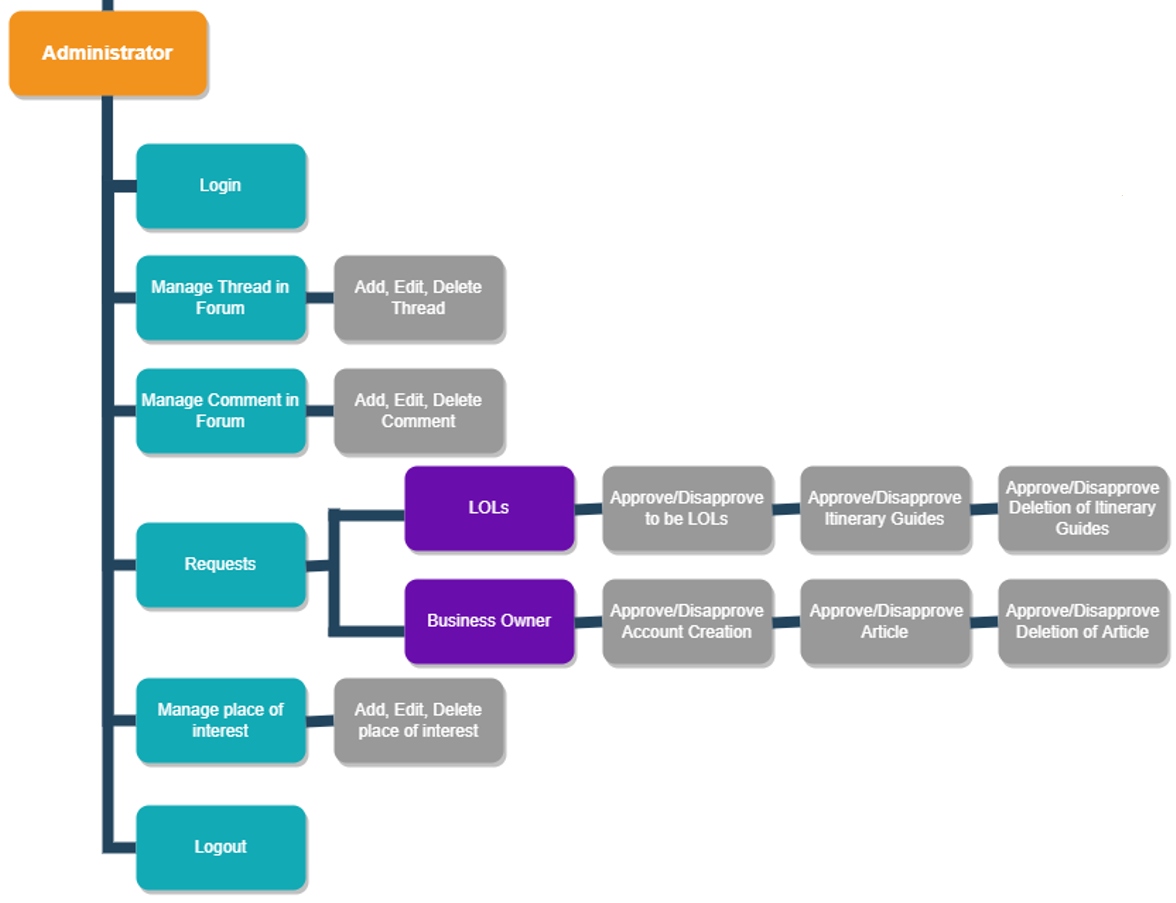 Administrator
Login
Manage Thread in
Forum
Add, Edit, Delete
Thread
Manage Comment in
Forum
Add, Edit, Delete
Comment
Requests
LOLs
Approve/Disapprove
to be LOLs
Approve/Disapprove
Itinerary Guides
Approve/Disapprove
Deletion of Itinerary
Guides
Business Owner
Approve/Disapprove
Account Creation
Approve/Disapprove
Article
Approve/Disapprove
Deletion of Article
Manage place of
interest
Add, Edit, Delete
place of interest
Logout